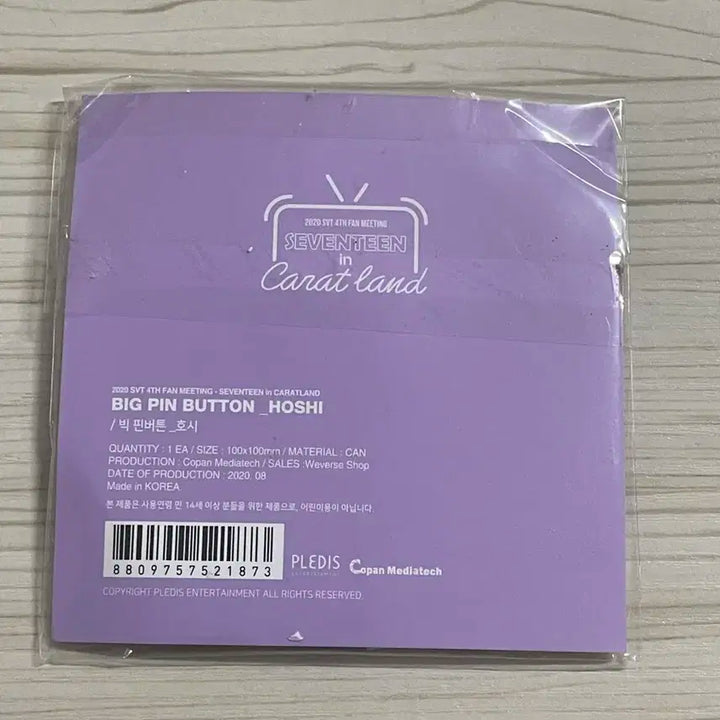 2020 SVT 4TH FAN MEETING
SEVENTEEN
in
Carat land
2020 SVT 4TH FAN MEETING - SEVENTEEN in CARATLAND
BIG PIN BUTTON _HOSHI
/ 빅 핀버튼_호시
QUANTITY : 1 EA / SIZE : 100x100mm / MATERIAL : CAN
PRODUCTION : Copan Mediatech / SALES :Weverse Shop
DATE OF PRODUCTION : 2020. 08
Made in KOREA
본 제품은 사용연령 만 14세 이상 분들을 위한 제품으로, 어린이용이 아닙니다.
8809757521873
PLEDIS
ENTERTAINMENT
Copan Mediatech
COPYRIGHT PLEDIS ENTERTAINMENT ALL RIGHTS RESERVED.